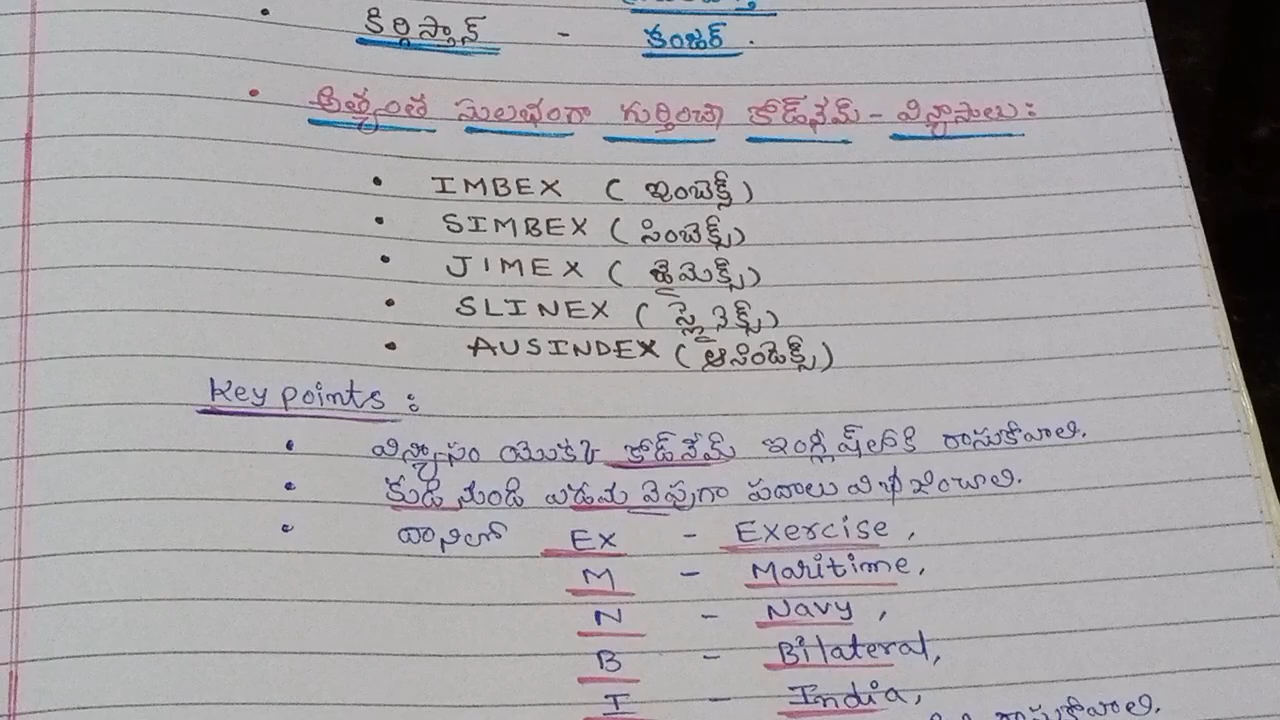 కిర్గిస్తాన్ - కంజర్.
అత్యంత సులభంగా గుర్తించా కోడ్‌నేమ్ - విన్యాసాలు:
IMBEX (ఇంబెక్స్)
SIMBEX (సింబెక్స్)
JIMEX (జైమెక్స్)
SLINEX (స్లైనెక్స్)
AUSINDEX (ఆసిండెక్స్)
Key points:
విన్యాసం యొక్క కోడ్‌నేమ్ ఇంగ్లీష్‌లోకి రాసుకోవాలి.
కుడి నుండి ఎడమ వైపుగా పదాలు విభజించాలి.
దానిలో EX - Exercise,
M - Maritime,
N - Navy,
B - Bilateral,
I - India,
రాసుకోవాలి.